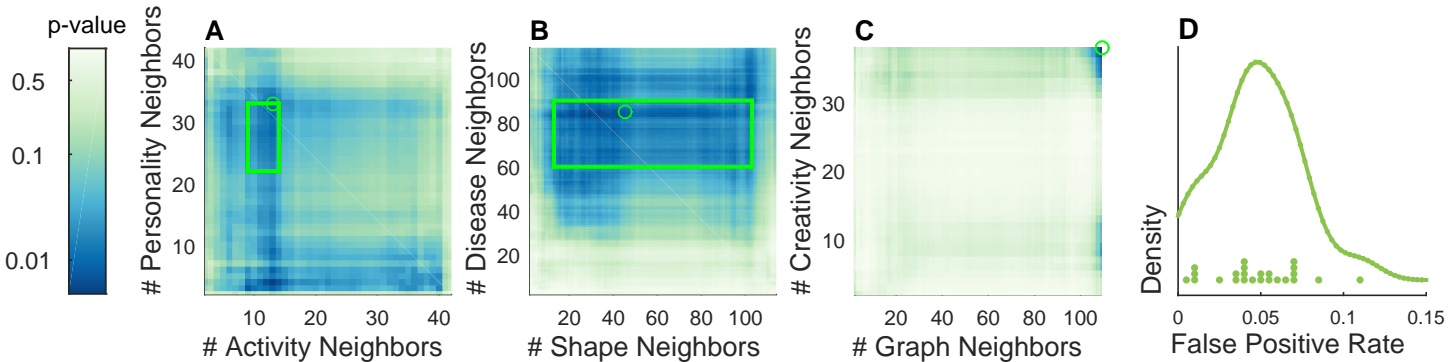 p-value
0.5
0.1
0.01
A
# Personality Neighbors
40
30
20
10
10 20 30 40
# Activity Neighbors
B
# Disease Neighbors
100
80
60
40
20
20 40 60 80 100
# Shape Neighbors
C
# Creativity Neighbors
30
20
10
20 40 60 80 100
# Graph Neighbors
D
Density
0 0.05 0.1 0.15
False Positive Rate